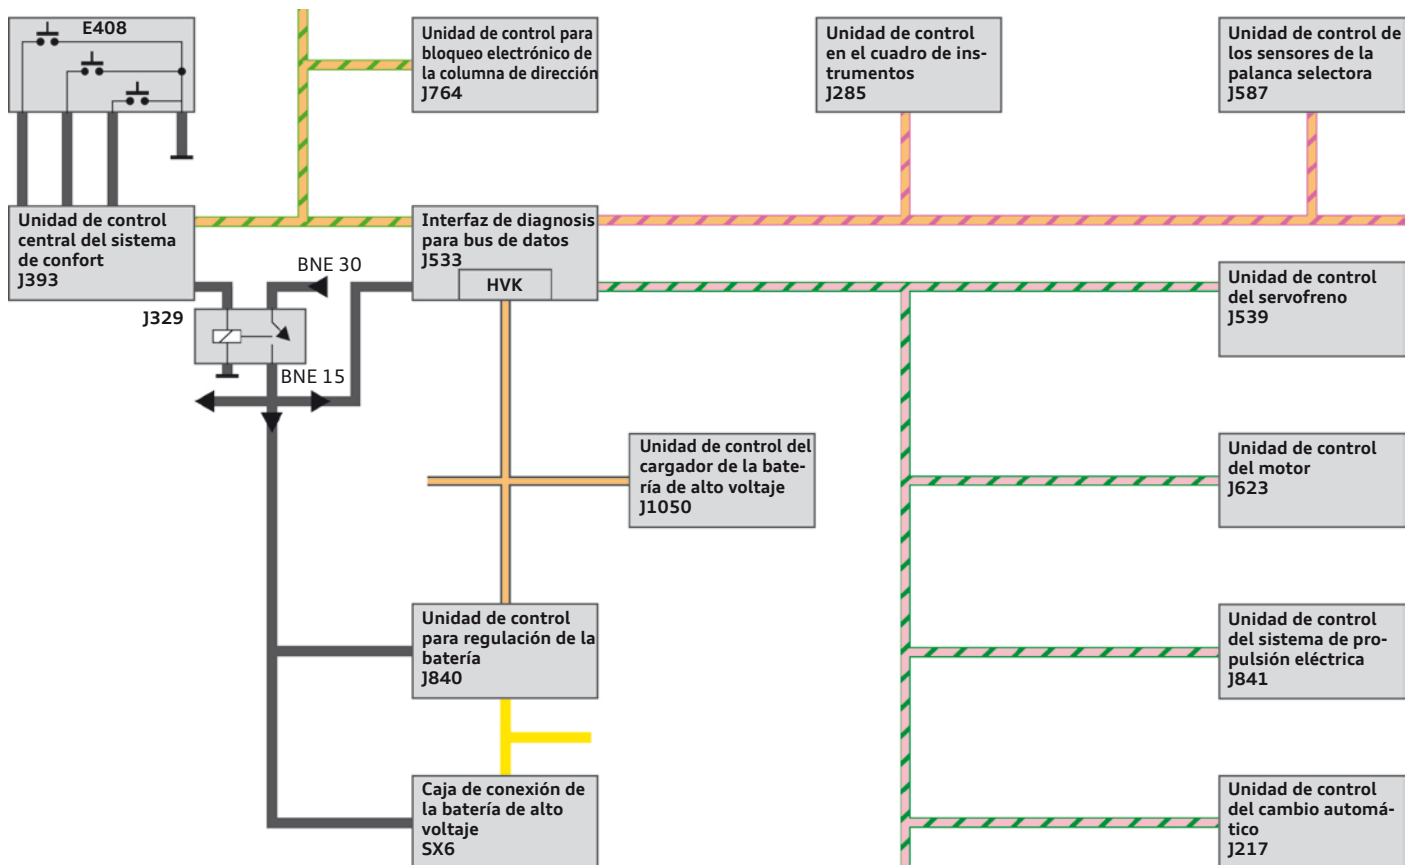 E408
Unidad de control para
bloqueo electrónico de
la columna de dirección
J764
Unidad de control
en el cuadro de ins-
trumentos
J285
Unidad de control de
los sensores de la
palanca selectora
J587
Unidad de control
central del sistema
de confort
J393
Interfaz de diagnosis
para bus de datos
J533
HVK
BNE 30
J329
BNE 15
Unidad de control
del servofreno
J539
Unidad de control del
cargador de la bate-
ría de alto voltaje
J1050
Unidad de control
del motor
J623
Unidad de control
para regulación de la
batería
J840
Unidad de control
del sistema de pro-
pulsión eléctrica
J841
Caja de conexión de
la batería de alto
voltaje
SX6
Unidad de control
del cambio automá-
tico
J217